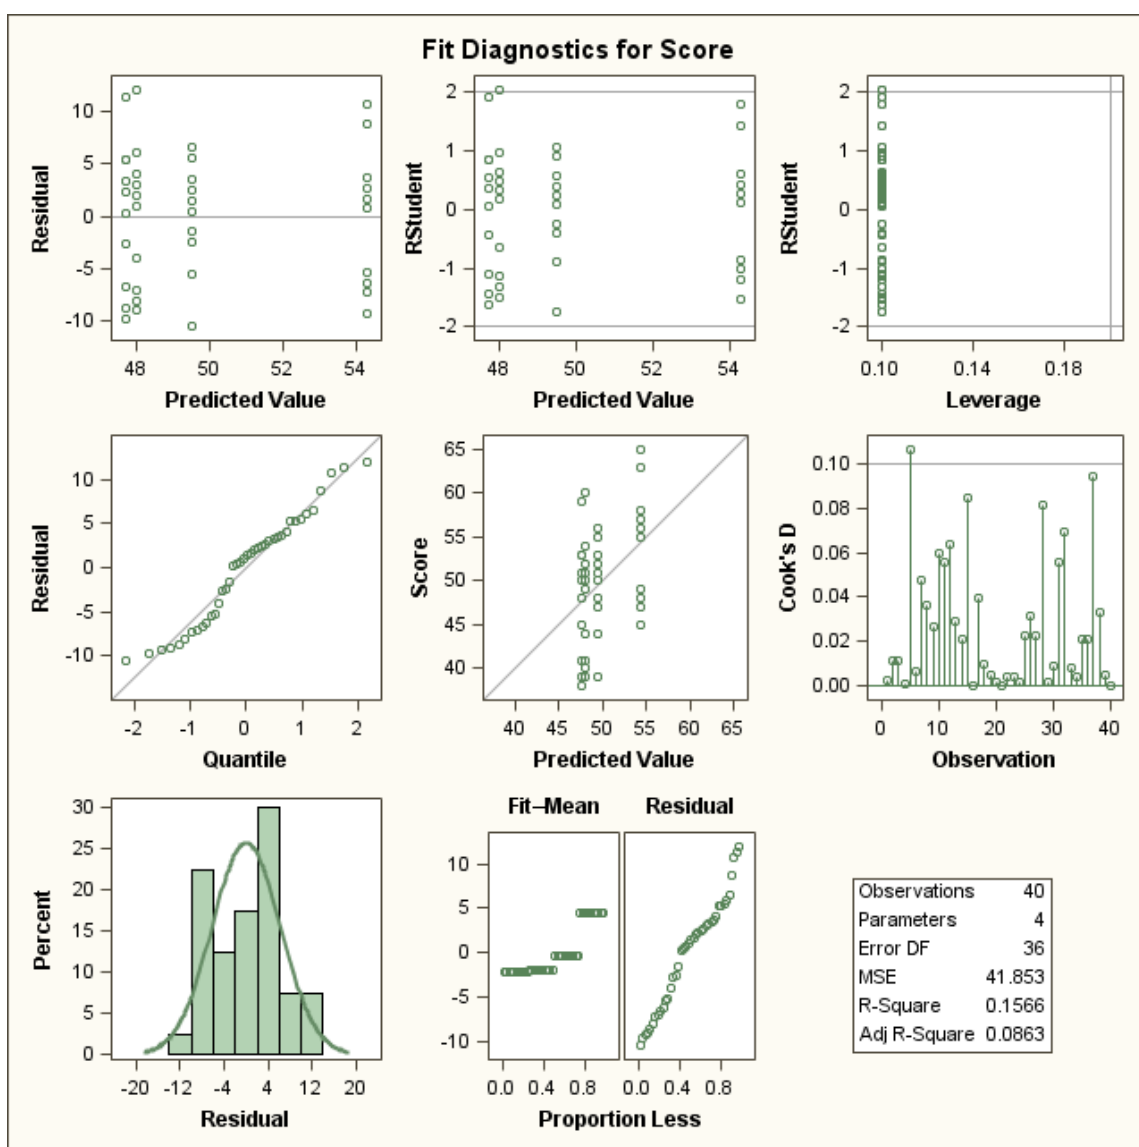 Fit Diagnostics for Score
Residual
10
5
0
-5
-10
48 50 52 54
Predicted Value
RStudent
2
1
0
-1
-2
48 50 52 54
Predicted Value
RStudent
2
1
0
-1
-2
0.10 0.14 0.18
Leverage
Residual
10
5
0
-5
-10
-2 -1 0 1 2
Quantile
Score
65
60
55
50
45
40
40 45 50 55 60 65
Predicted Value
Cook's D
0.10
0.08
0.06
0.04
0.02
0.00
0 10 20 30 40
Observation
Percent
30
25
20
15
10
5
0
-20 -12 -4 4 12 20
Residual
Fit–Mean Residual
10
5
0
-5
-10
0.0 0.4 0.8 0.0 0.4 0.8
Proportion Less
Observations 40
Parameters 4
Error DF 36
MSE 41.853
R-Square 0.1566
Adj R-Square 0.0863